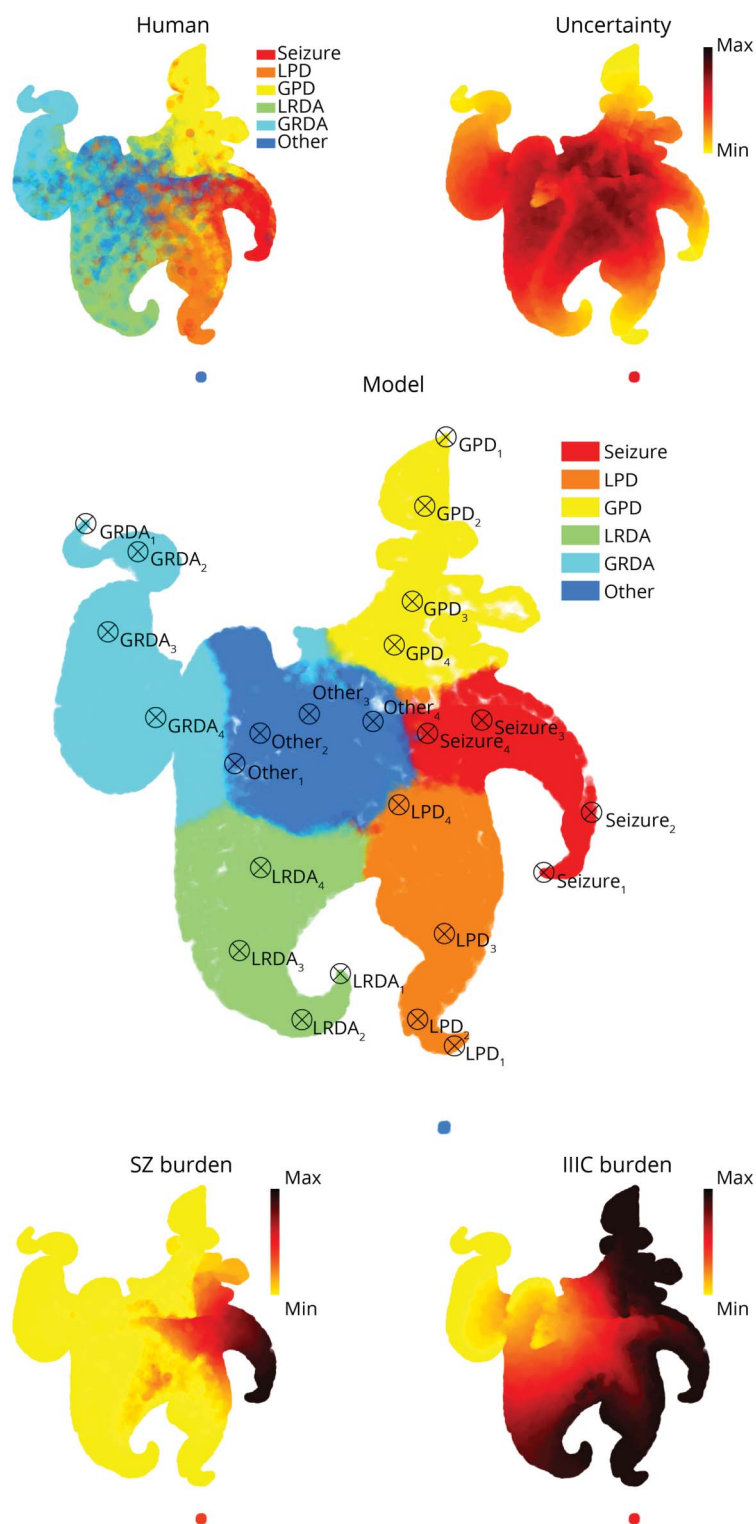 Human
Seizure
LPD
GPD
LRDA
GRDA
Other
Uncertainty
Max
Min
Model
Seizure
LPD
GPD
LRDA
GRDA
Other
GPD₁
GPD₂
GPD₃
GPD₄
GRDA₁
GRDA₂
GRDA₃
GRDA₄
Other₃
Other₄
Other₂
Other₁
Seizure₃
Seizure₄
Seizure₂
Seizure₁
LPD₄
LRDA₄
LPD₃
LRDA₃
LRDA₁
LRDA₂
LPD₂
LPD₁
SZ burden
Max
Min
IIIC burden
Max
Min